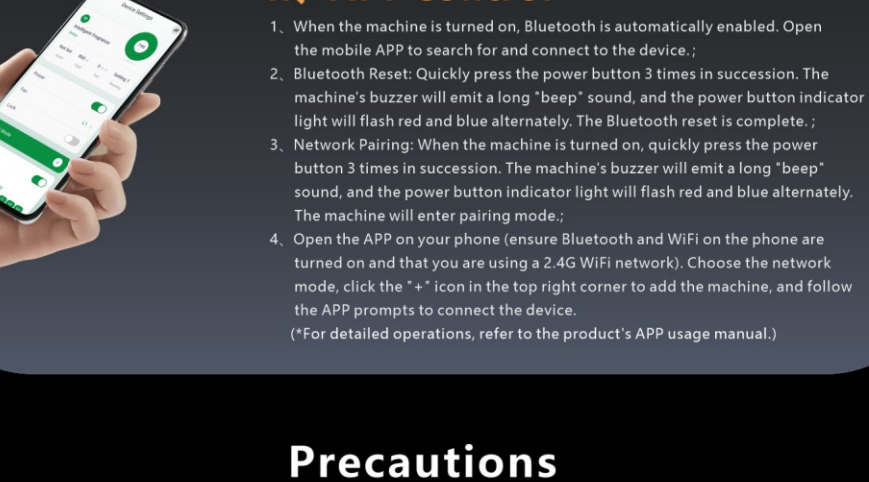 Device Settings
Intelligent Fragrance
Power
Fan
Lock
1、When the machine is turned on, Bluetooth is automatically enabled. Open
the mobile APP to search for and connect to the device.;
2、Bluetooth Reset: Quickly press the power button 3 times in succession. The
machine's buzzer will emit a long "beep" sound, and the power button indicator
light will flash red and blue alternately. The Bluetooth reset is complete. ;
3、Network Pairing: When the machine is turned on, quickly press the power
button 3 times in succession. The machine's buzzer will emit a long "beep"
sound, and the power button indicator light will flash red and blue alternately.
The machine will enter pairing mode.;
4、Open the APP on your phone (ensure Bluetooth and WiFi on the phone are
turned on and that you are using a 2.4G WiFi network). Choose the network
mode, click the "+" icon in the top right corner to add the machine, and follow
the APP prompts to connect the device.
(*For detailed operations, refer to the product's APP usage manual.)
Precautions